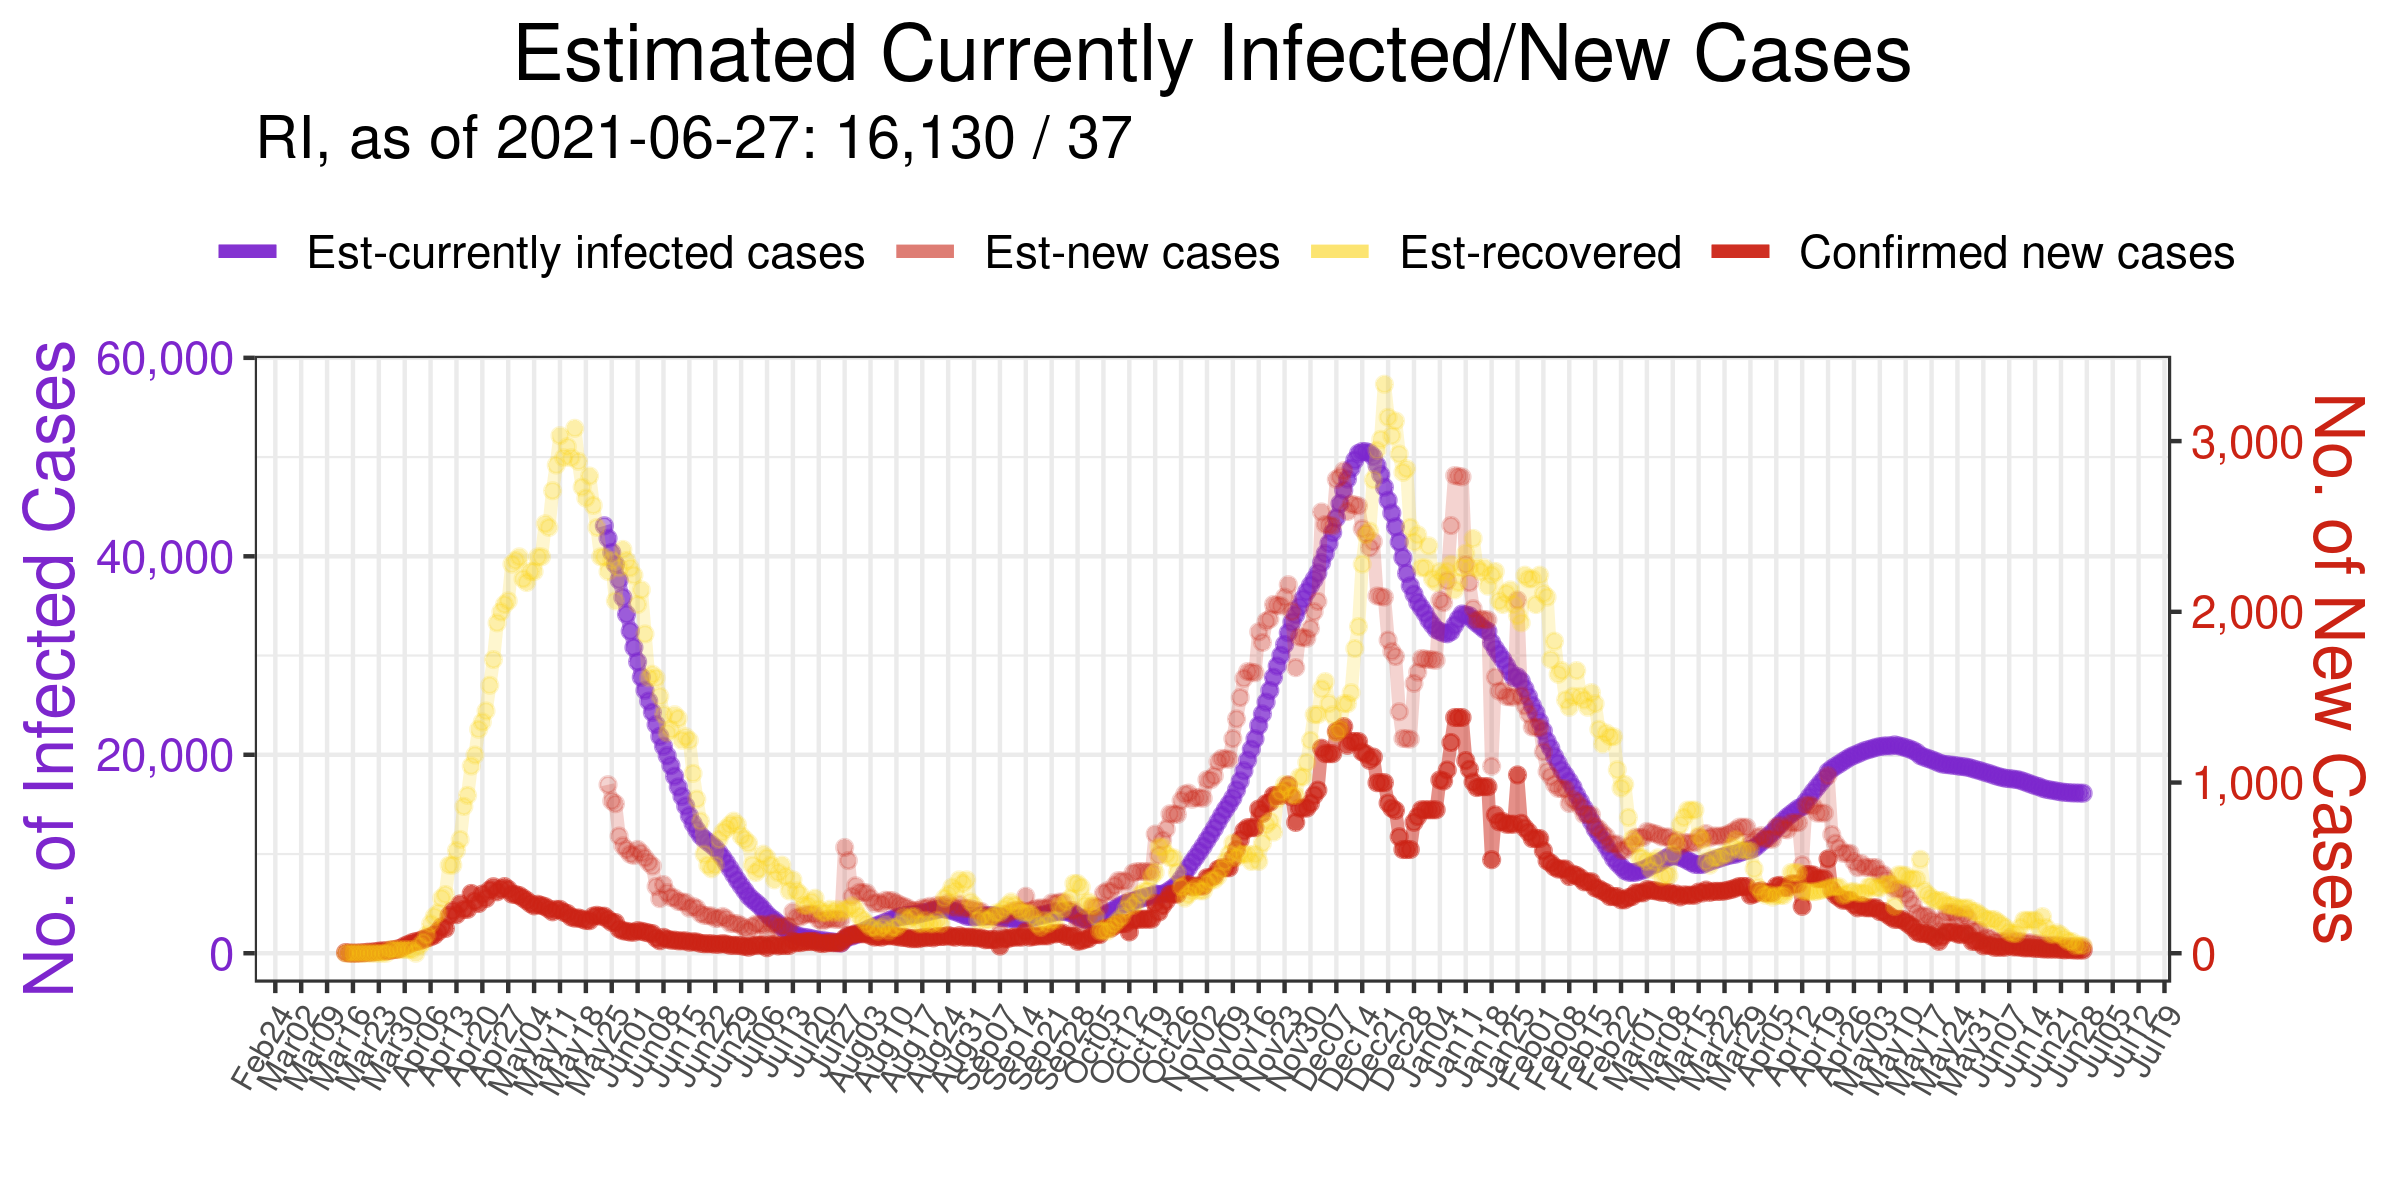 Estimated Currently Infected/New Cases
RI, as of 2021-06-27: 16,130 / 37
Est-currently infected cases
Est-new cases
Est-recovered
Confirmed new cases
No. of Infected Cases
60,000
40,000
20,000
0
3,000
2,000
1,000
0
No. of New Cases
Feb24
Mar02
Mar09
Mar16
Mar23
Mar30
Apr06
Apr13
Apr20
Apr27
May04
May11
May18
May25
Jun01
Jun08
Jun15
Jun22
Jun29
Jul06
Jul13
Jul20
Jul27
Aug03
Aug10
Aug17
Aug24
Aug31
Sep07
Sep14
Sep21
Sep28
Oct05
Oct12
Oct19
Oct26
Nov02
Nov09
Nov16
Nov23
Nov30
Dec07
Dec14
Dec21
Dec28
Jan04
Jan11
Jan18
Jan25
Feb01
Feb08
Feb15
Feb22
Mar01
Mar08
Mar15
Mar22
Mar29
Apr05
Apr12
Apr19
Apr26
May03
May10
May17
May24
May31
Jun07
Jun14
Jun21
Jun28
Jul05
Jul12
Jul19